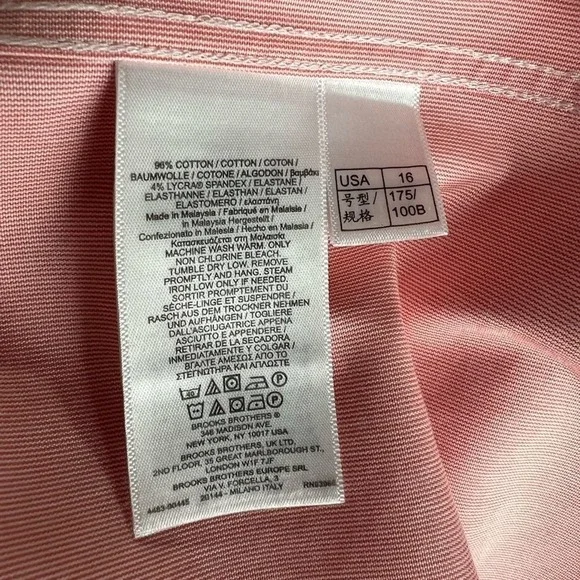 96% COTTON / COTTON / COTON /
BAUMWOLLE / COTONE / ALGODON / βαμβάκι
4% LYCRA® SPANDEX / ELASTANE /
ELASTHANNE / ELASTHAN / ELASTAN /
ELASTOMERO / ελαστάνη
Made in Malaysia / Fabriqué en Malaisie /
in Malaysia Hergestellt /
Confezionato in Malesia / Hecho en Malasia /
Κατασκευάζεται στη Μαλαισία
MACHINE WASH WARM. ONLY
NON CHLORINE BLEACH.
TUMBLE DRY LOW. REMOVE
PROMPTLY AND HANG. STEAM
IRON LOW ONLY IF NEEDED.
SORTIR PROMPTEMENT DU
SÈCHE-LINGE ET SUSPENDRE /
RASCH AUS DEM TROCKNER NEHMEN
UND AUFHÄNGEN / TOGLIERE
DALL'ASCIUGATRICE APPENA
ASCIUTTO E APPENDERE /
RETIRAR DE LA SECADORA
INMEDIATAMENTE Y COLGAR /
ΒΓΑΛΤΕ ΑΜΕΣΩΣ ΑΠΟ ΤΟ
ΣΤΕΓΝΩΤΗΡΑ ΚΑΙ ΑΠΛΩΣΤΕ
BROOKS BROTHERS ®
346 MADISON AVE.
NEW YORK, NY 10017 USA
BROOKS BROTHERS, UK LTD.
2ND FLOOR, 35 GREAT MARLBOROUGH ST.
LONDON W1F 7JF
BROOKS BROTHERS EUROPE SRL
VIA V. FORCELLA, 3
20144 - MILANO ITALY
4463-00445
USA 16
号型/ 175/
规格 100B